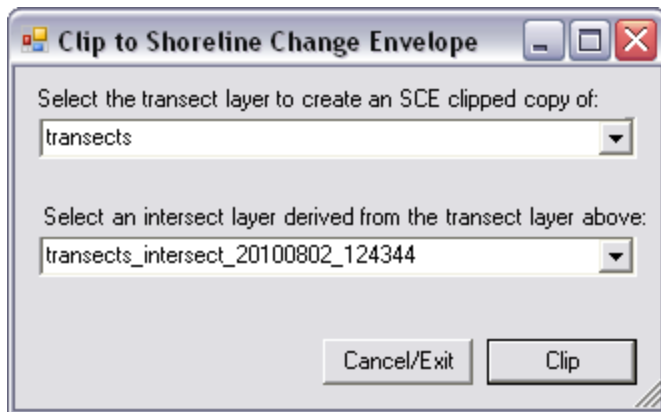 Clip to Shoreline Change Envelope
Select the transect layer to create an SCE clipped copy of:
transects
Select an intersect layer derived from the transect layer above:
transects_intersect_20100802_124344
Cancel/Exit Clip